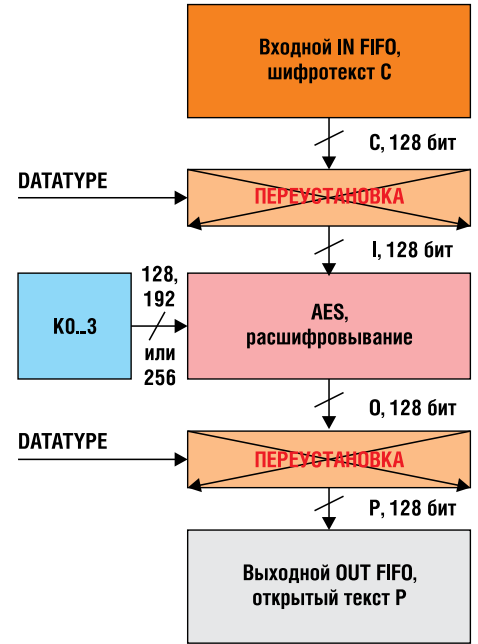 Входной IN FIFO,
шифротекст C
C, 128 бит
DATATYPE
ПЕРЕУСТАНОВКА
I, 128 бит
128,
192
или
256
K0...3
AES,
расшифровывание
O, 128 бит
DATATYPE
ПЕРЕУСТАНОВКА
P, 128 бит
Выходной OUT FIFO,
открытый текст P